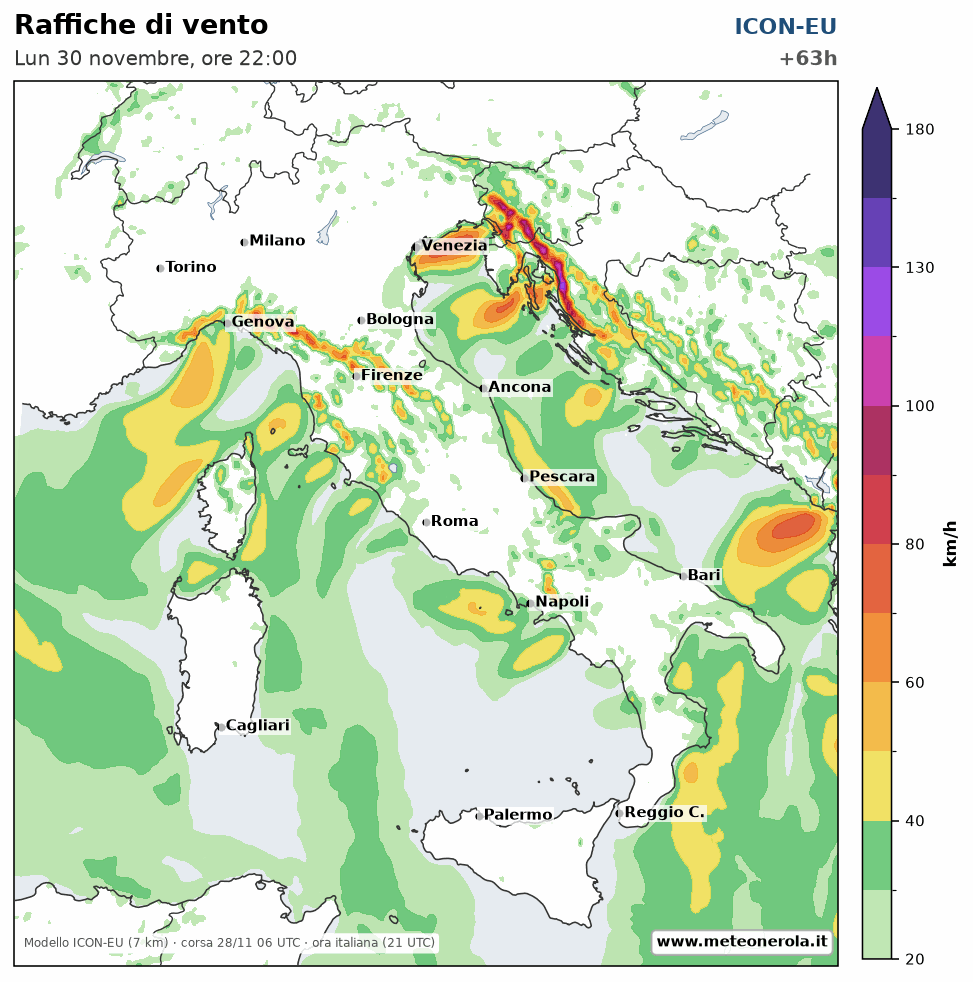 Raffiche di vento
ICON-EU
Lun 30 novembre, ore 22:00
+63h
180
130
100
80
60
40
20
km/h
Milano
Venezia
Torino
Genova
Bologna
Firenze
Ancona
Pescara
Roma
Bari
Napoli
Cagliari
Palermo
Reggio C.
Modello ICON-EU (7 km) · corsa 28/11 06 UTC · ora italiana (21 UTC)
www.meteonerola.it